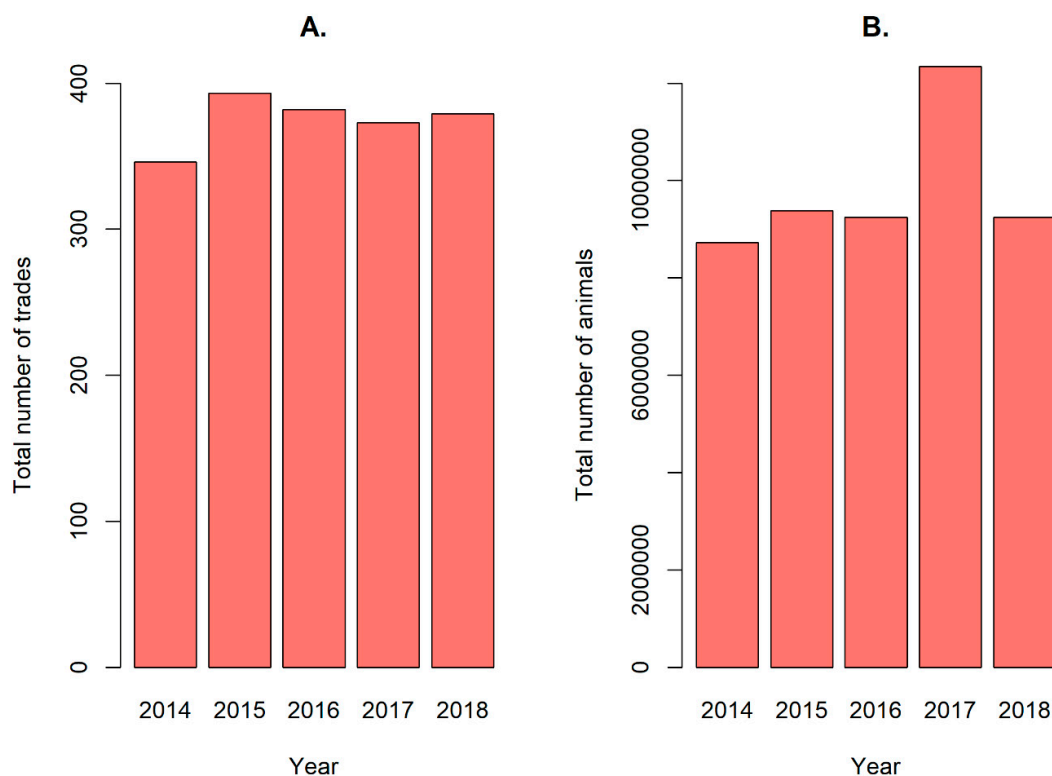 A.
Total number of trades
400
300
200
100
0
2014 2015 2016 2017 2018
Year
B.
Total number of animals
10000000
6000000
2000000
0
2014 2015 2016 2017 2018
Year